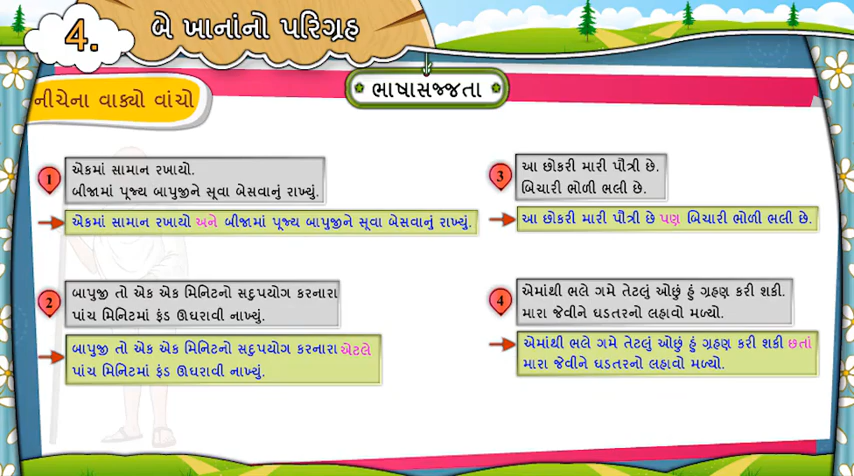 4. બે ખાનાંનો પરિગ્રહ
ભાષાસજ્જતા
નીચેના વાક્યો વાંચો
1
એકમાં સામાન રખાયો.
બીજામાં પૂજ્ય બાપુજીને સૂવા બેસવાનું રાખ્યું.
એકમાં સામાન રખાયો અને બીજામાં પૂજ્ય બાપુજીને સૂવા બેસવાનું રાખ્યું.
2
બાપુજી તો એક એક મિનિટનો સદુપયોગ કરનારા
પાંચ મિનિટમાં ફંડ ઊઘરાવી નાખ્યું.
બાપુજી તો એક એક મિનિટનો સદુપયોગ કરનારા એટલે
પાંચ મિનિટમાં ફંડ ઊઘરાવી નાખ્યું.
3
આ છોકરી મારી પૌત્રી છે.
બિચારી ભોળી ભલી છે.
આ છોકરી મારી પૌત્રી છે પણ બિચારી ભોળી ભલી છે.
4
એમાંથી ભલે ગમે તેટલું ઓછું હું ગ્રહણ કરી શકી.
મારા જેવીને ઘડતરનો લહાવો મળ્યો.
એમાંથી ભલે ગમે તેટલું ઓછું હું ગ્રહણ કરી શકી છતાં
મારા જેવીને ઘડતરનો લહાવો મળ્યો.